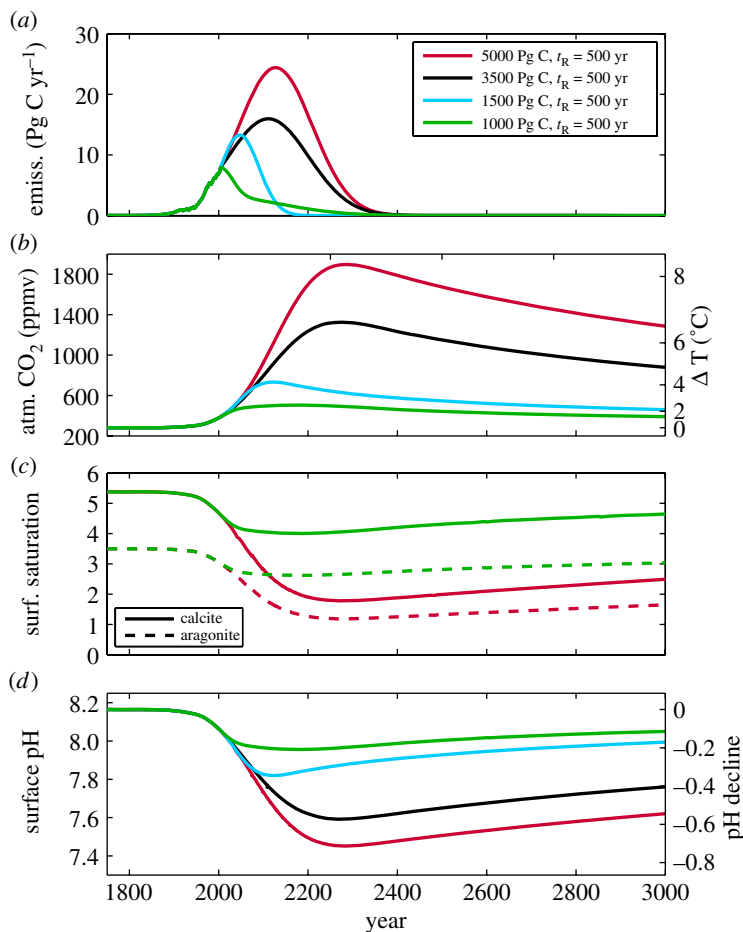 (a)
30
20
10
0
emiss. (Pg C yr⁻¹)
5000 Pg C, tR = 500 yr
3500 Pg C, tR = 500 yr
1500 Pg C, tR = 500 yr
1000 Pg C, tR = 500 yr
(b)
1800
1400
1000
600
200
atm. CO₂ (ppmv)
8
6
4
2
0
Δ T (°C)
(c)
6
5
4
3
2
1
0
surf. saturation
calcite
aragonite
(d)
8.2
8.0
7.8
7.6
7.4
surface pH
0
−0.2
−0.4
−0.6
−0.8
pH decline
1800 2000 2200 2400 2600 2800 3000
year